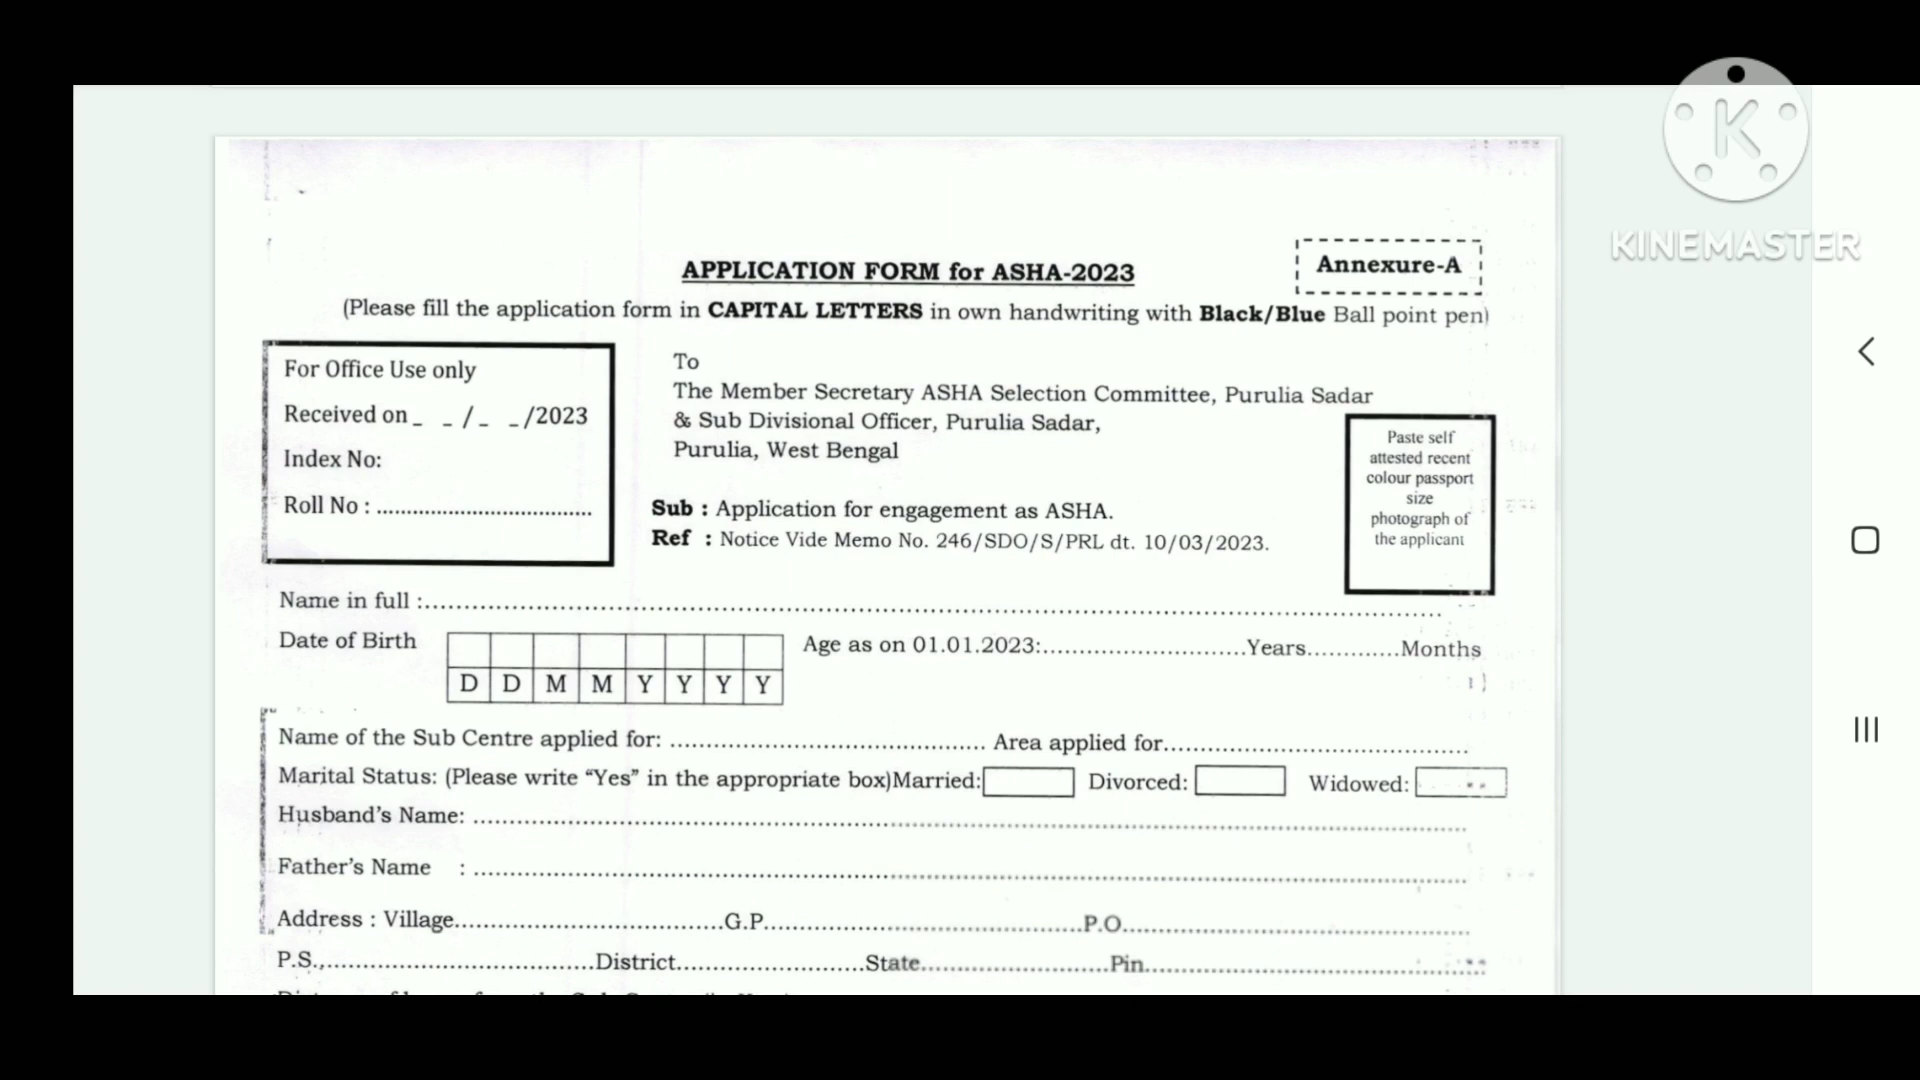 K
KINEMASTER
APPLICATION FORM for ASHA-2023
Annexure-A
(Please fill the application form in CAPITAL LETTERS in own handwriting with Black/Blue Ball point pen)
For Office Use only
Received on _ _ / _ _ /2023
Index No:
Roll No : ......................................
To
The Member Secretary ASHA Selection Committee, Purulia Sadar
& Sub Divisional Officer, Purulia Sadar,
Purulia, West Bengal
Sub : Application for engagement as ASHA.
Ref : Notice Vide Memo No. 246/SDO/S/PRL dt. 10/03/2023.
Paste self
attested recent
colour passport
size
photograph of
the applicant
Name in full :..........................................................................
Date of Birth
D D M M Y Y Y Y
Age as on 01.01.2023:..........................Years............Months
Name of the Sub Centre applied for: ........................................ Area applied for.......................................
Marital Status: (Please write “Yes” in the appropriate box)Married: Divorced: Widowed:
Husband’s Name: ..........................................................................
Father’s Name : ..........................................................................
Address : Village...................................G.P.........................................P.O.............................................
P.S.,...................................District........................State........................Pin............................................